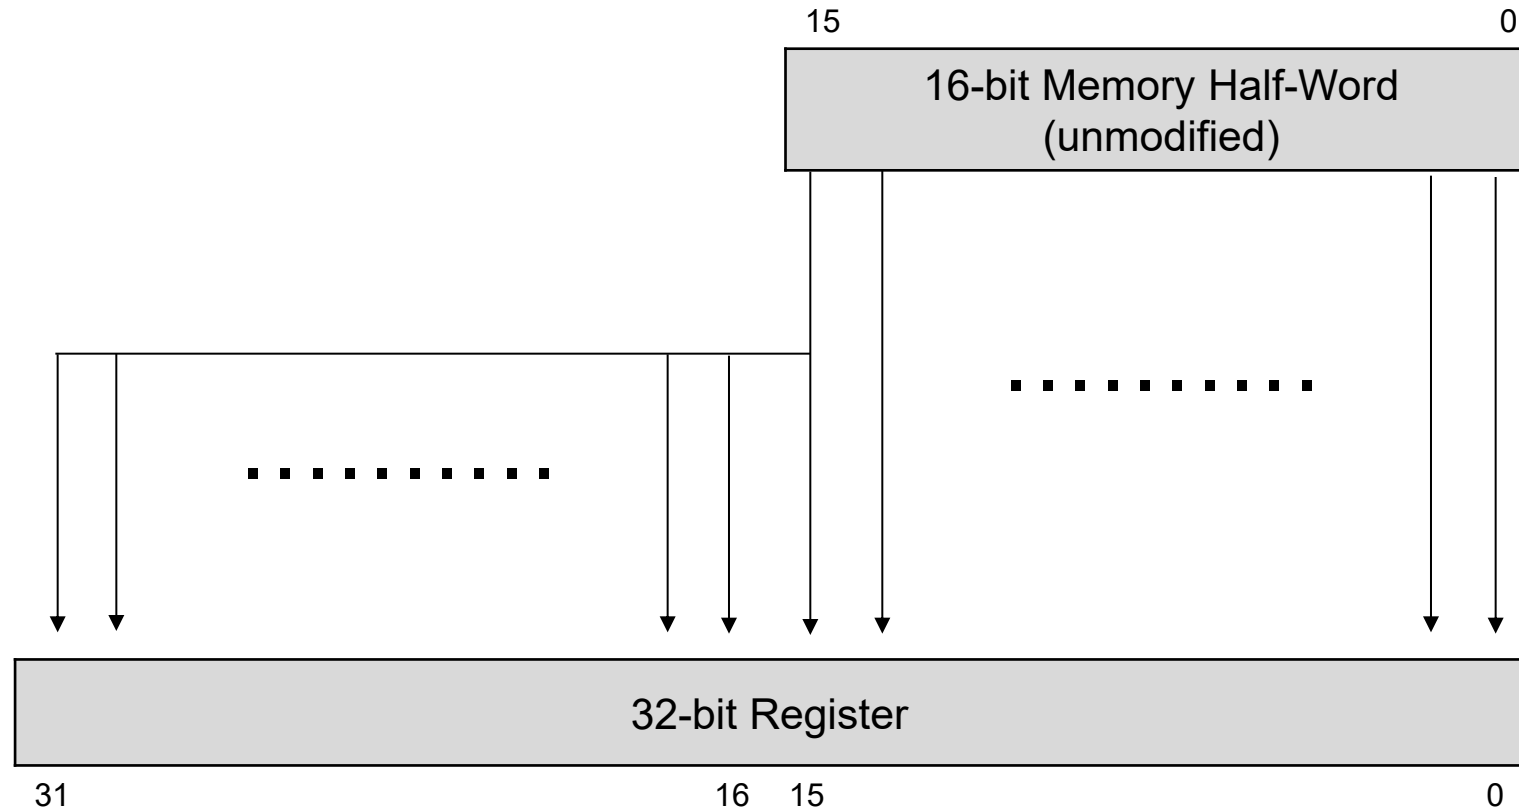 15 0
16-bit Memory Half-Word
(unmodified)
32-bit Register
31 16 15 0